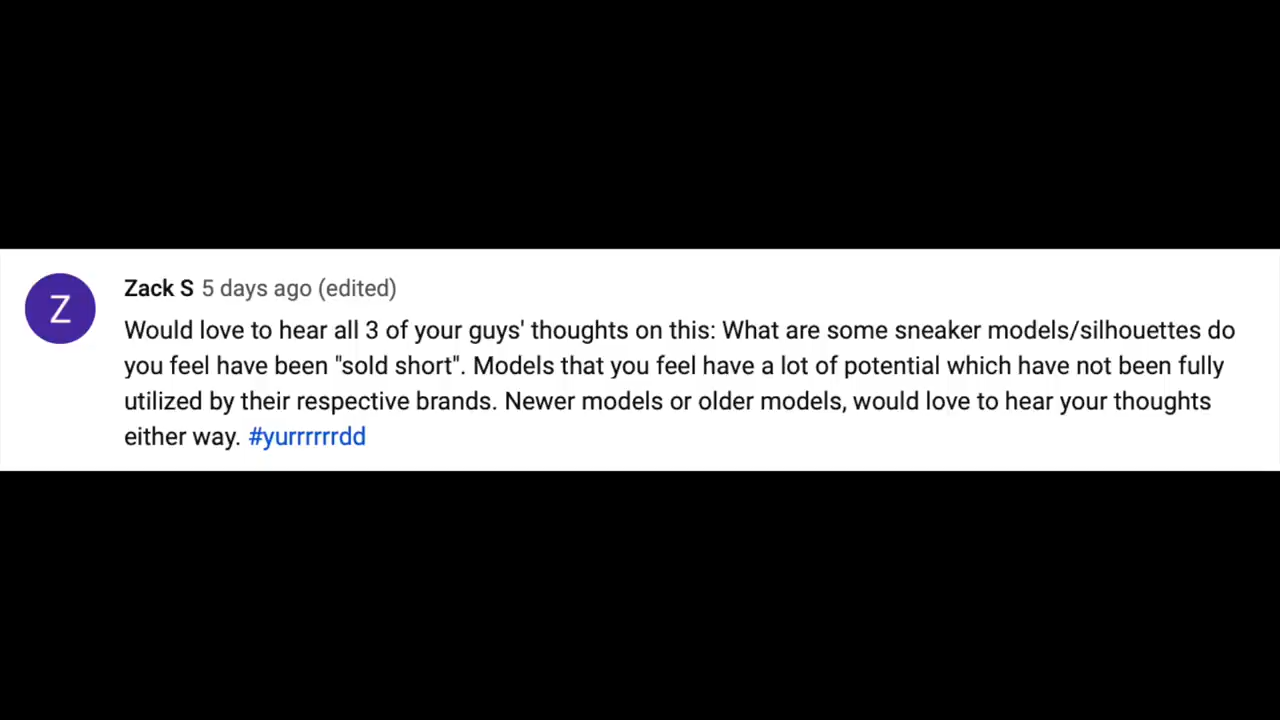 Z
Zack S 5 days ago (edited)
Would love to hear all 3 of your guys' thoughts on this: What are some sneaker models/silhouettes do
you feel have been "sold short". Models that you feel have a lot of potential which have not been fully
utilized by their respective brands. Newer models or older models, would love to hear your thoughts
either way. #yurrrrrrdd